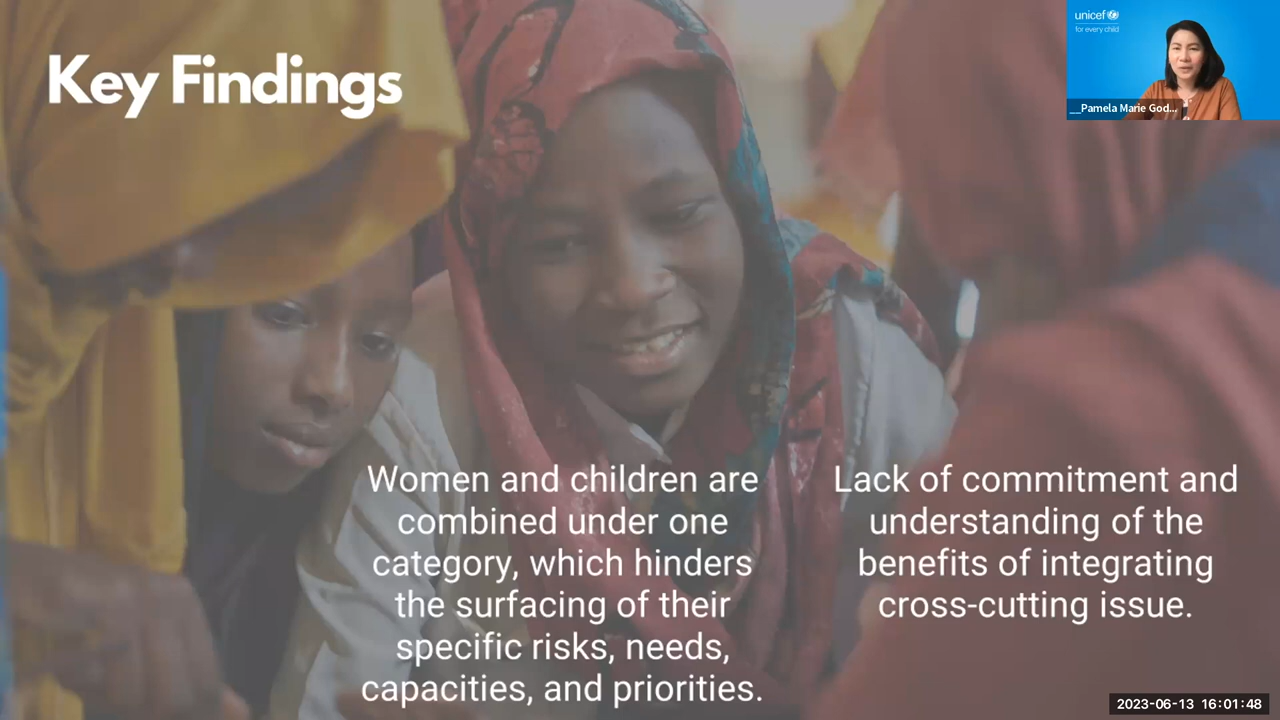 Key Findings
unicef
for every child
__Pamela Marie God...
Women and children are
combined under one
category, which hinders
the surfacing of their
specific risks, needs,
capacities, and priorities.
Lack of commitment and
understanding of the
benefits of integrating
cross-cutting issue.
2023-06-13 16:01:48